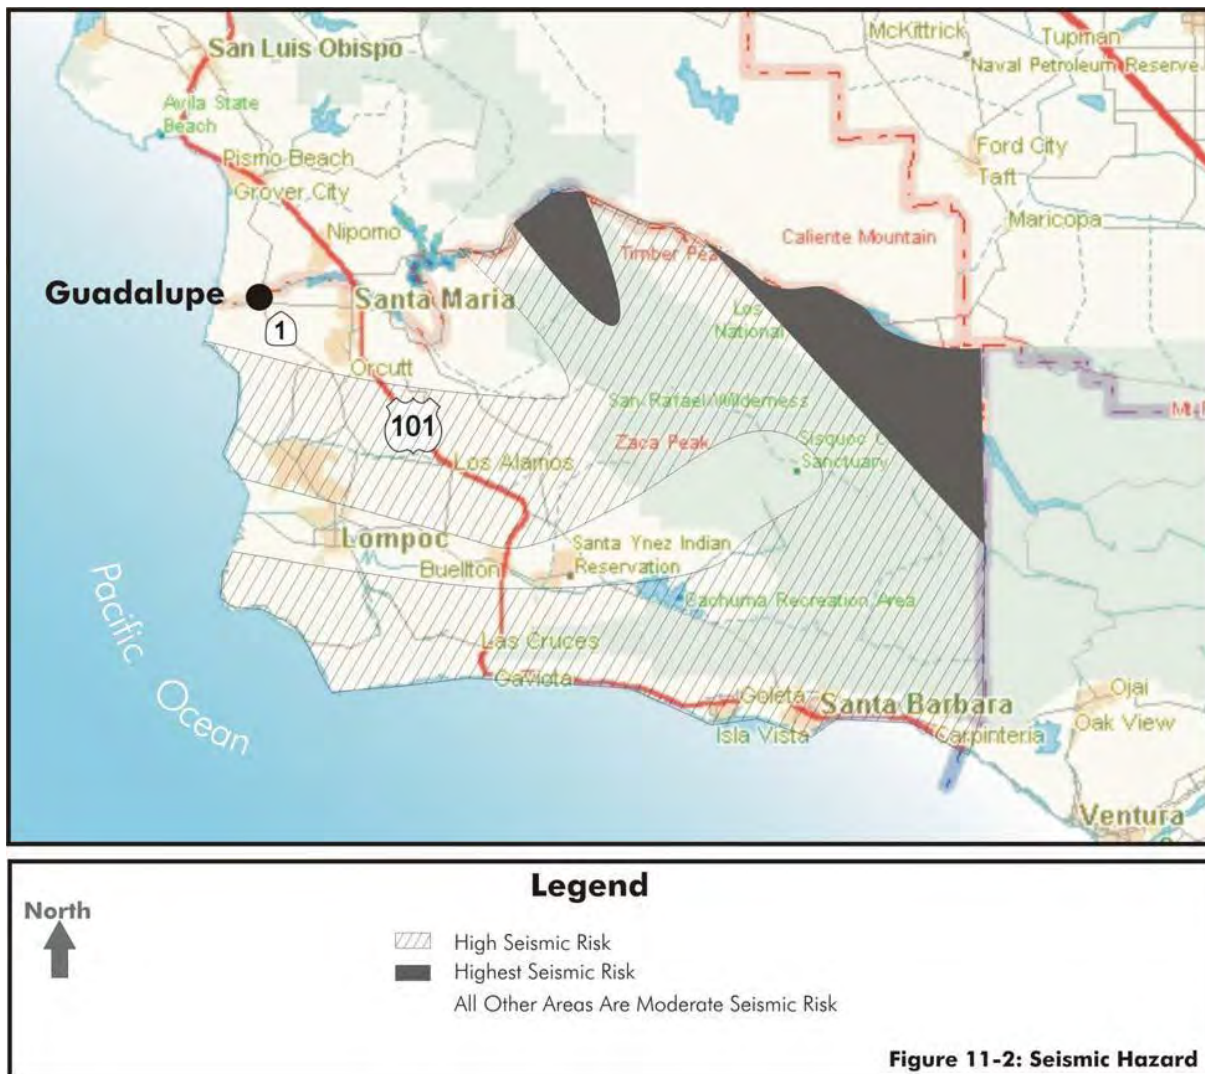 McKittrick
Tupman
San Luis Obispo
Naval Petroleum Reserve
Avila State
Beach
Ford City
Taft
Pismo Beach
Grover City
Maricopa
Nipomo
Caliente Mountain
Timber
Guadalupe
Santa Maria
1
Los
National
Orcutt
San Rafael Wilderness
101
Zaca Peak
Sisquoc
Sanctuary
Los Alamos
Lompoc
Santa Ynez Indian
Reservation
Buellton
Cachuma Recreation Area
Pacific Ocean
Las Cruces
Gaviota
Goleta
Santa Barbara
Ojai
Isla Vista
Carpinteria
Oak View
Ventura
Legend
North
High Seismic Risk
Highest Seismic Risk
All Other Areas Are Moderate Seismic Risk
Figure 11-2: Seismic Hazard